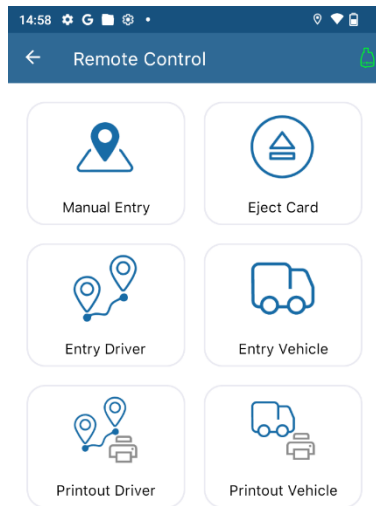 14:58 G
Remote Control
Manual Entry
Eject Card
Entry Driver
Entry Vehicle
Printout Driver
Printout Vehicle